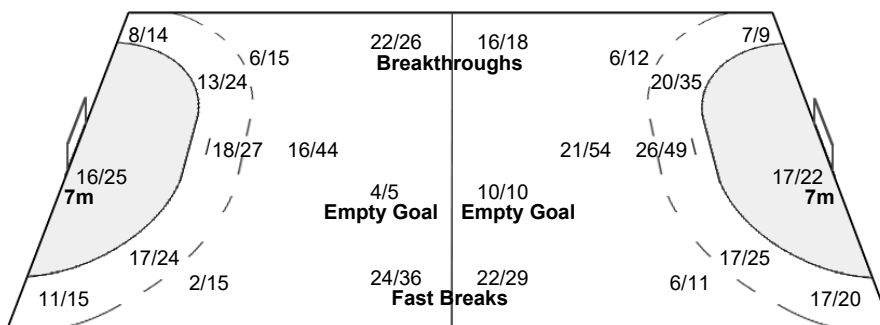 8/14 22/26 16/18 7/9
6/15 6/12
Breakthroughs
13/24 20/35
18/27 16/44 21/54 26/49
16/25 17/22
7m 7m
4/5 10/10
Empty Goal Empty Goal
17/24 17/25
2/15 24/36 22/29 6/11
11/15 Fast Breaks 17/20